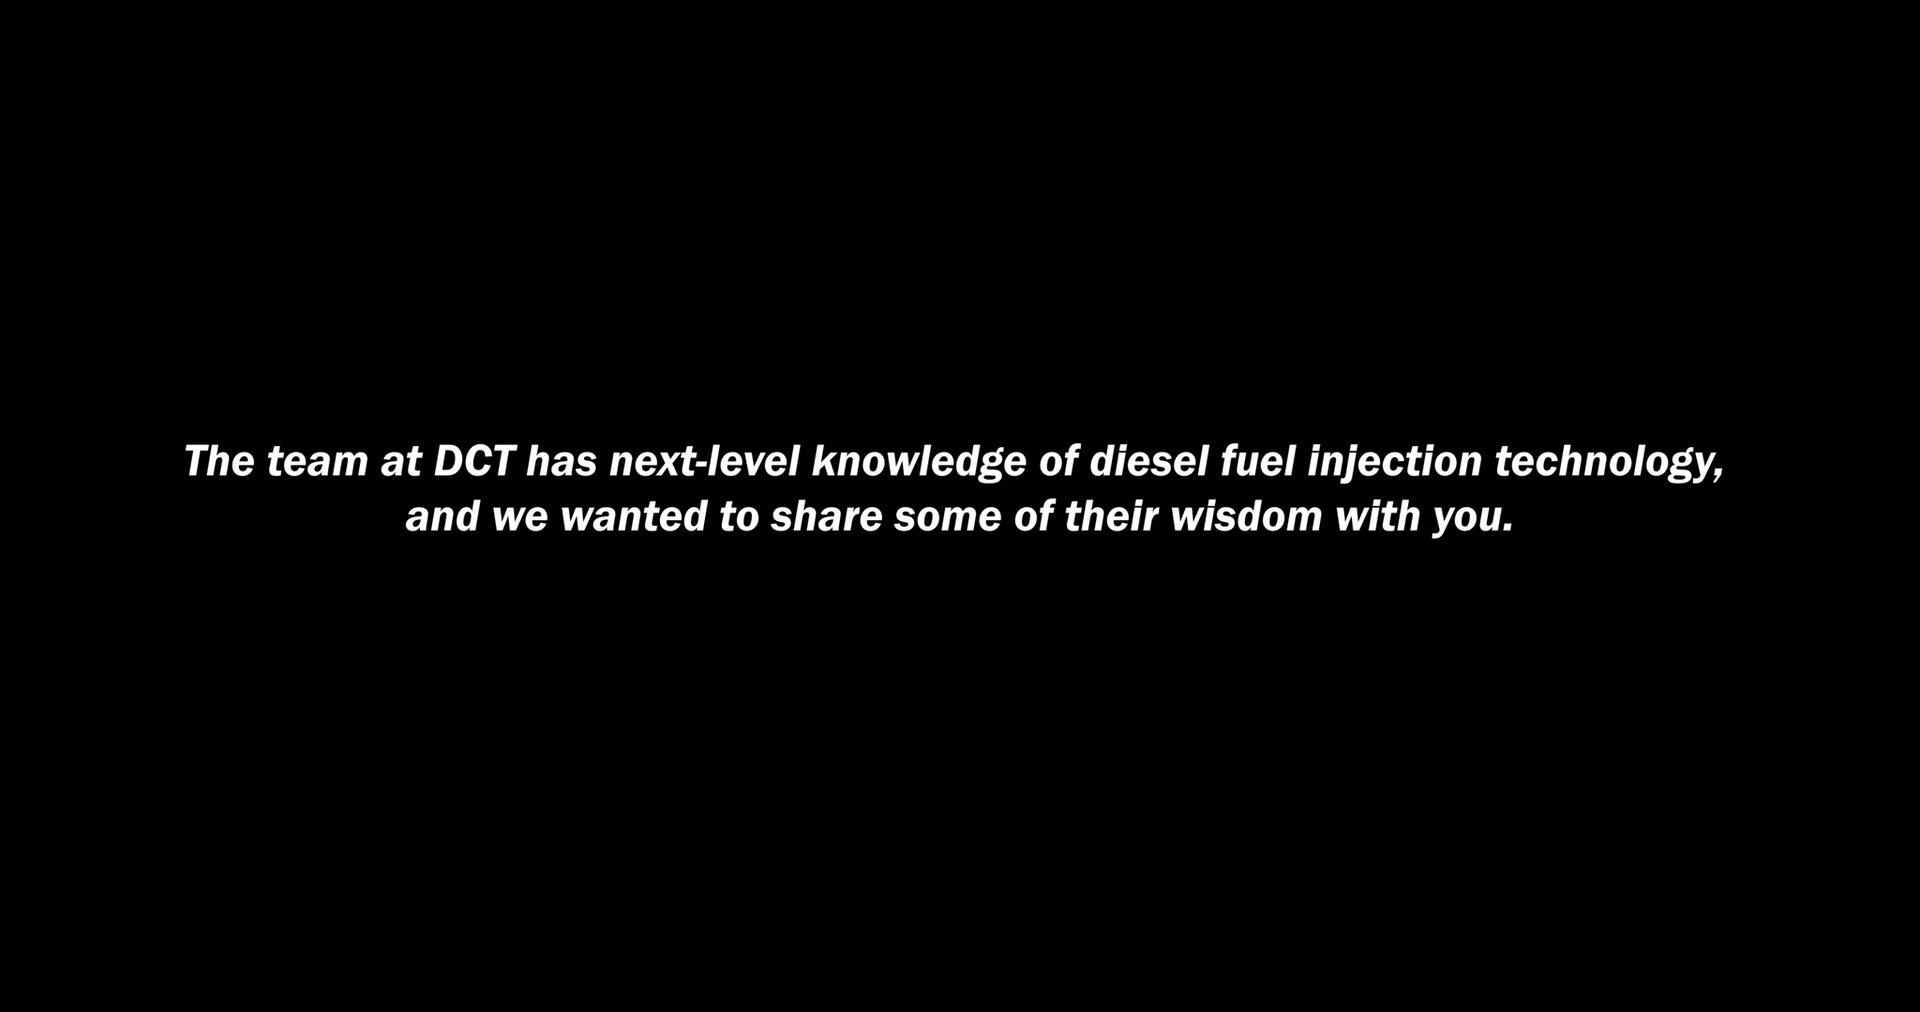 The team at DCT has next-level knowledge of diesel fuel injection technology,
and we wanted to share some of their wisdom with you.